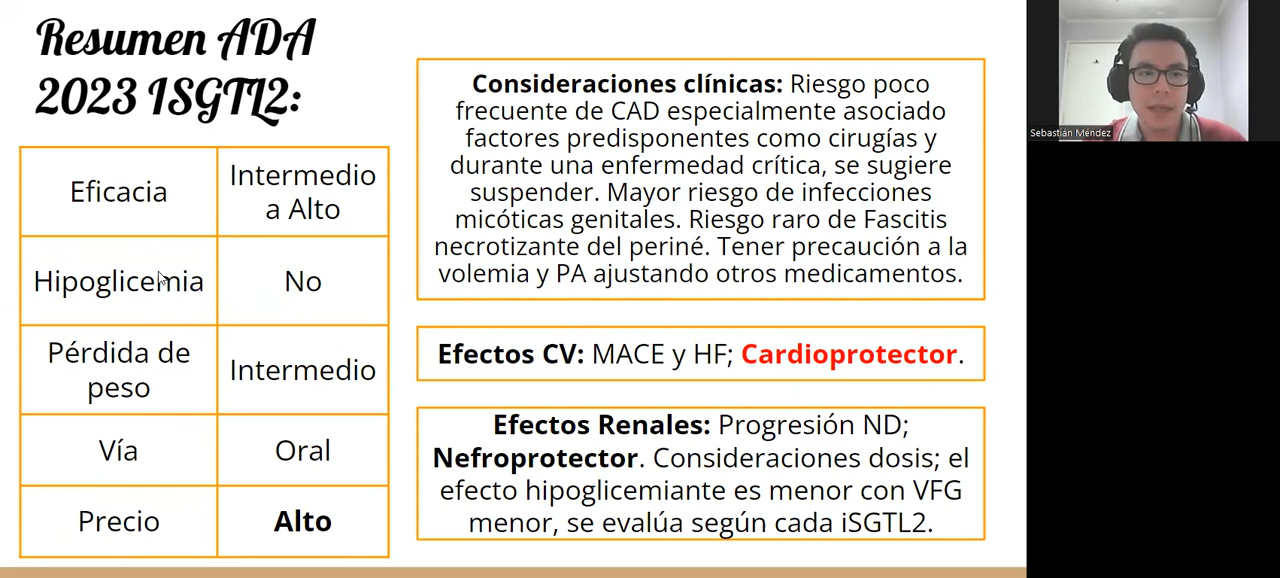 Resumen ADA
2023 ISGTL2:
Eficacia
Intermedio
a Alto
Hipoglicemia
No
Pérdida de
peso
Intermedio
Vía
Oral
Precio
Alto
Consideraciones clínicas: Riesgo poco
frecuente de CAD especialmente asociado
factores predisponentes como cirugías y
durante una enfermedad crítica, se sugiere
suspender. Mayor riesgo de infecciones
micóticas genitales. Riesgo raro de Fascitis
necrotizante del periné. Tener precaución a la
volemia y PA ajustando otros medicamentos.
Efectos CV: MACE y HF; Cardioprotector.
Efectos Renales: Progresión ND;
Nefroprotector. Consideraciones dosis; el
efecto hipoglicemiante es menor con VFG
menor, se evalúa según cada iSGTL2.
Sebastián Méndez